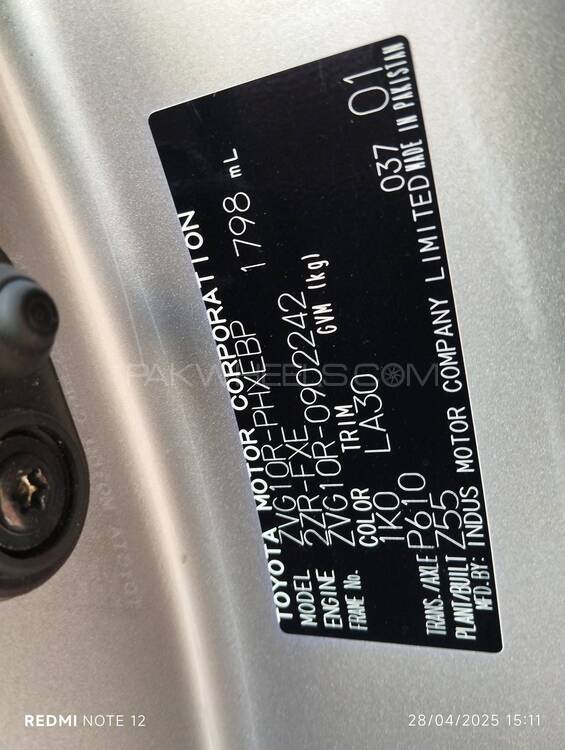 TOYOTA MOTOR CORPORATION
MODEL ZVG10R-PHXEBP
ENGINE 2ZR-FXE 1798 mL
FRAME No. ZVG10R-0902242
COLOR TRIM GVM (kg)
1K0 LA30
TRANS./AXLE P610
PLANT/BUILT Z55 037 01
MFD.BY: INDUS MOTOR COMPANY LIMITED MADE IN PAKISTAN
PAKWHEELS.COM
REDMI NOTE 12
28/04/2025 15:11